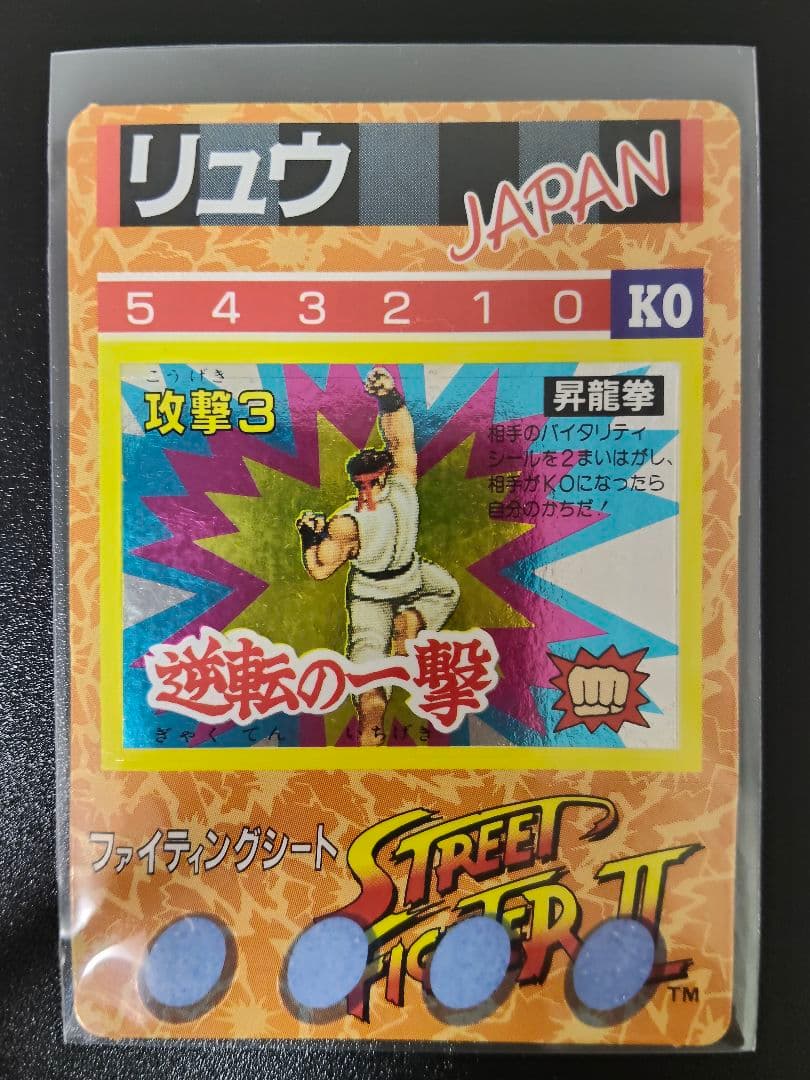 リュウ
JAPAN
5 4 3 2 1 0 KO
こうげき
攻撃3
昇龍拳
相手のバイタリティ
シールを2まいはがし、
相手がKOになったら
自分のかちだ!
逆転の一撃
ぎゃくてん いちげき
ファイティングシート
STREET
FIGHTER II
TM